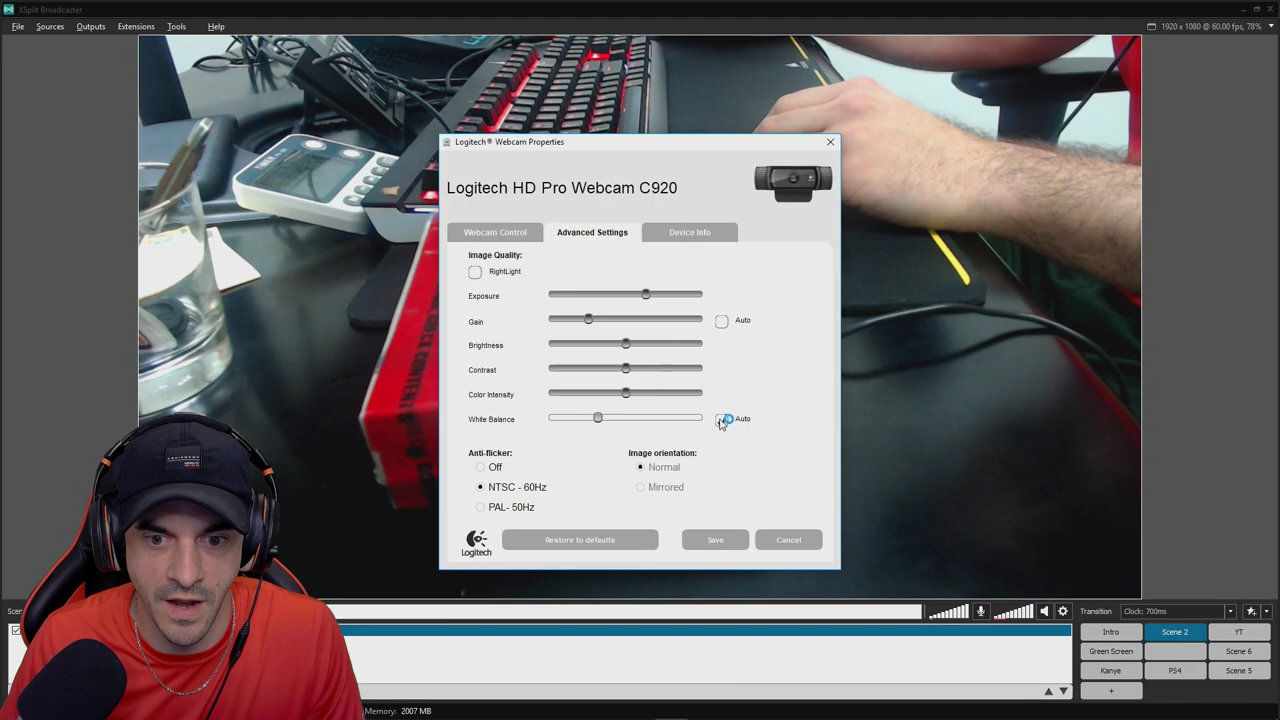 XSplit Broadcaster
File Sources Outputs Extensions Tools Help
1920 x 1080 @ 60.00 fps, 78%
Logitech® Webcam Properties
Logitech HD Pro Webcam C920
Webcam Control Advanced Settings Device Info
Image Quality:
RightLight
Exposure
Gain Auto
Brightness
Contrast
Color Intensity
White Balance Auto
Anti-flicker: Image orientation:
Off Normal
NTSC - 60Hz Mirrored
PAL- 50Hz
Logitech Restore to defaults Save Cancel
Transition Clock: 700ms
Intro Scene 2 YT
Green Screen Scene 6
Kanye PS4 Scene 5
+
Memory: 2007 MB